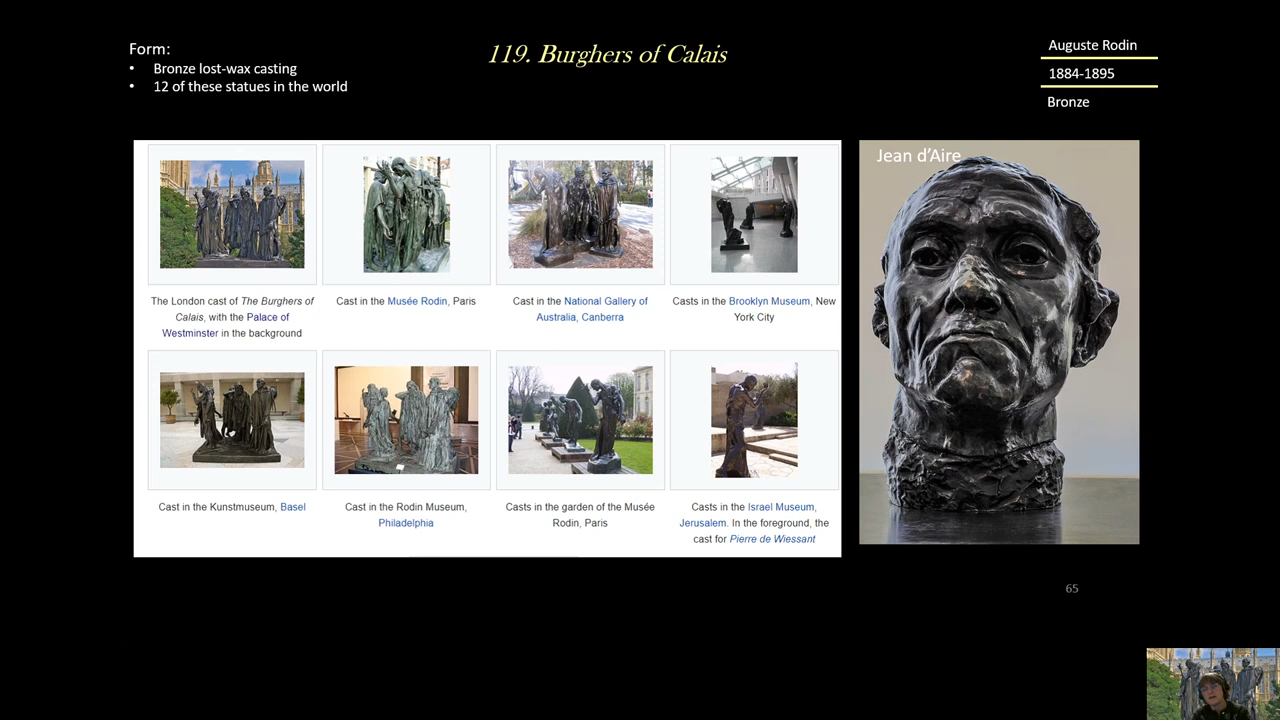 Form:
• Bronze lost-wax casting
• 12 of these statues in the world
119. Burghers of Calais
Auguste Rodin
1884-1895
Bronze
The London cast of The Burghers of
Calais, with the Palace of
Westminster in the background
Cast in the Musée Rodin, Paris
Cast in the National Gallery of
Australia, Canberra
Casts in the Brooklyn Museum, New
York City
Cast in the Kunstmuseum, Basel
Cast in the Rodin Museum,
Philadelphia
Casts in the garden of the Musée
Rodin, Paris
Casts in the Israel Museum,
Jerusalem. In the foreground, the
cast for Pierre de Wiessant
Jean d’Aire
65